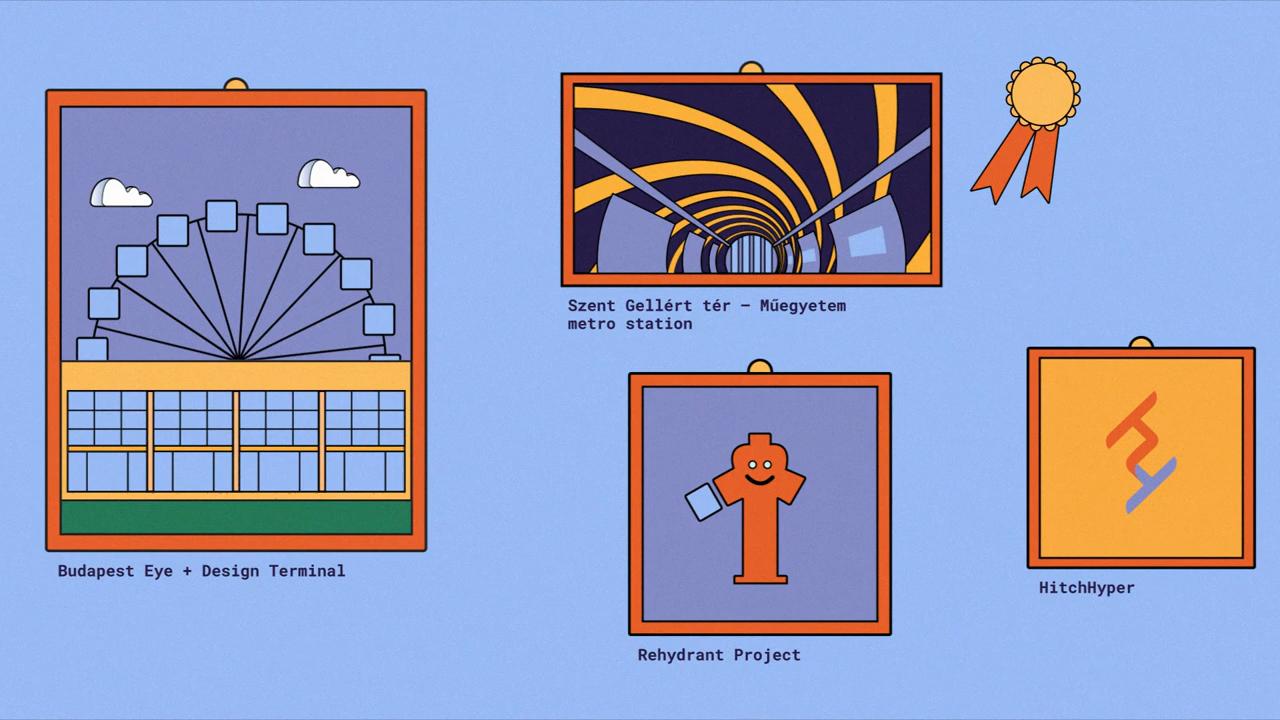 Budapest Eye + Design Terminal
Szent Gellért tér – Műegyetem
metro station
Rehydrant Project
HitchHyper